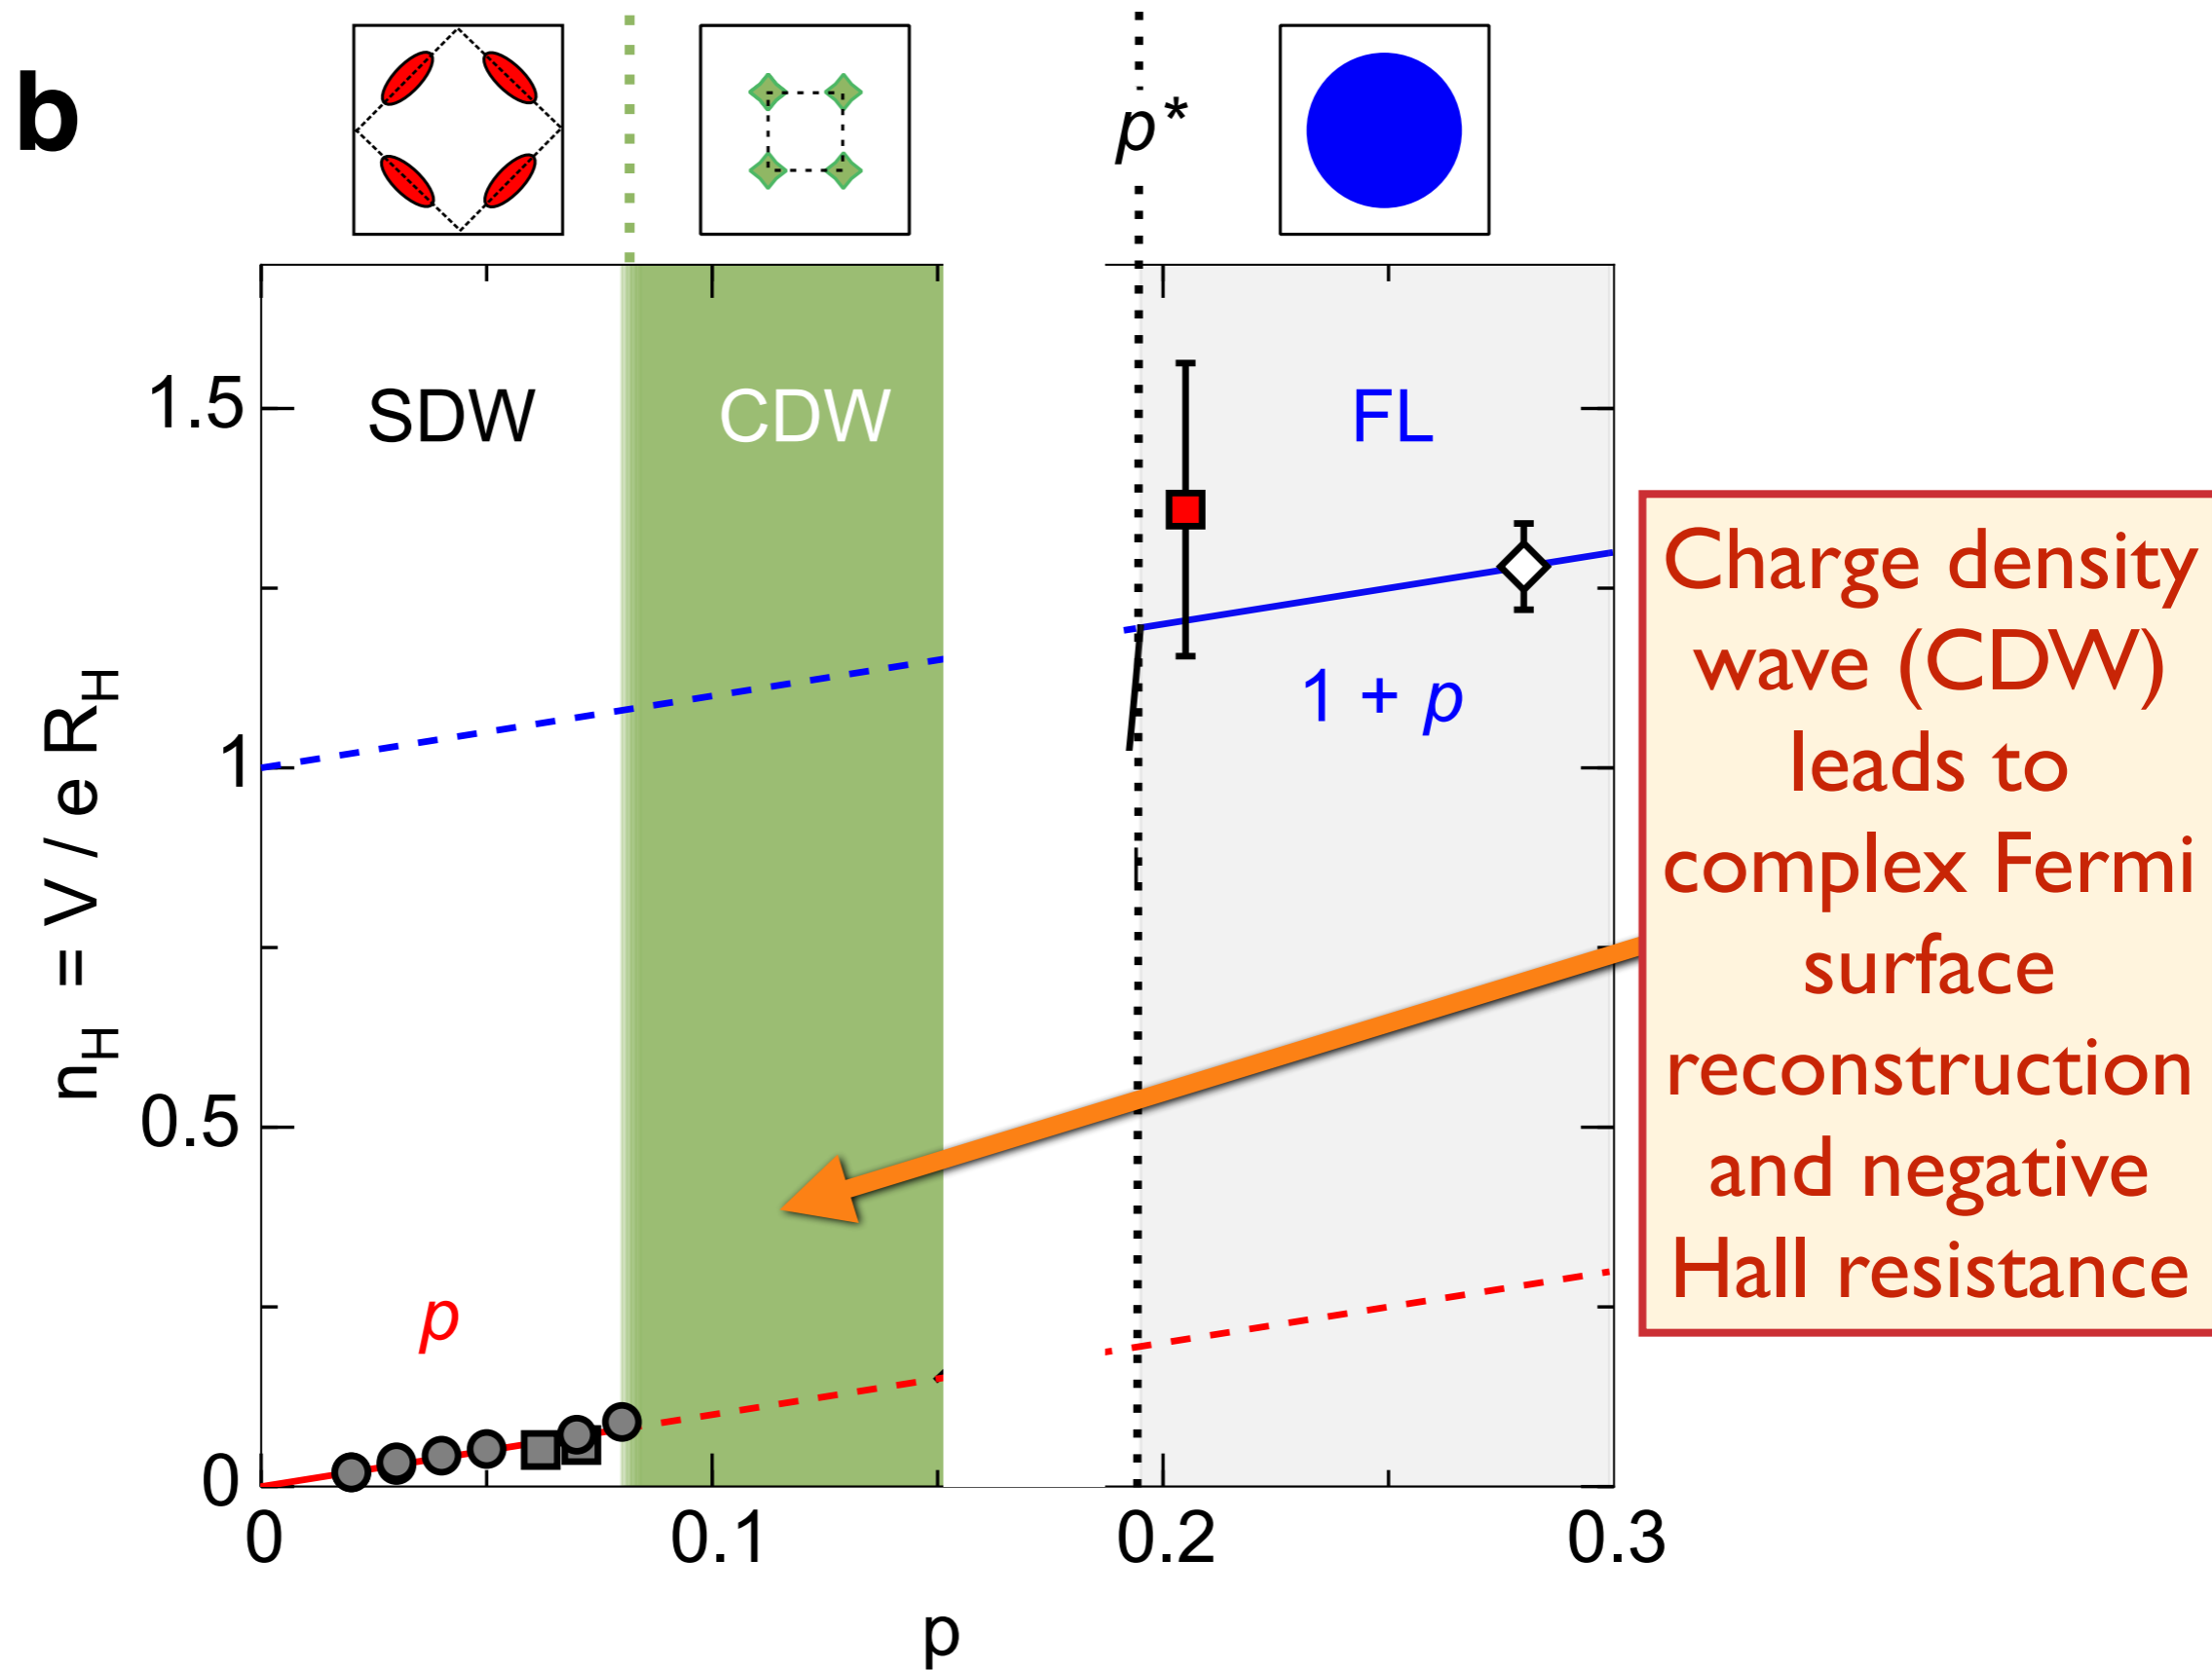 b
p*
1.5
SDW
CDW
FL
1 + p
1
0.5
0
n_H = V / e R_H
p
0
0.1
0.2
0.3
p
Charge density
wave (CDW)
leads to
complex Fermi
surface
reconstruction
and negative
Hall resistance